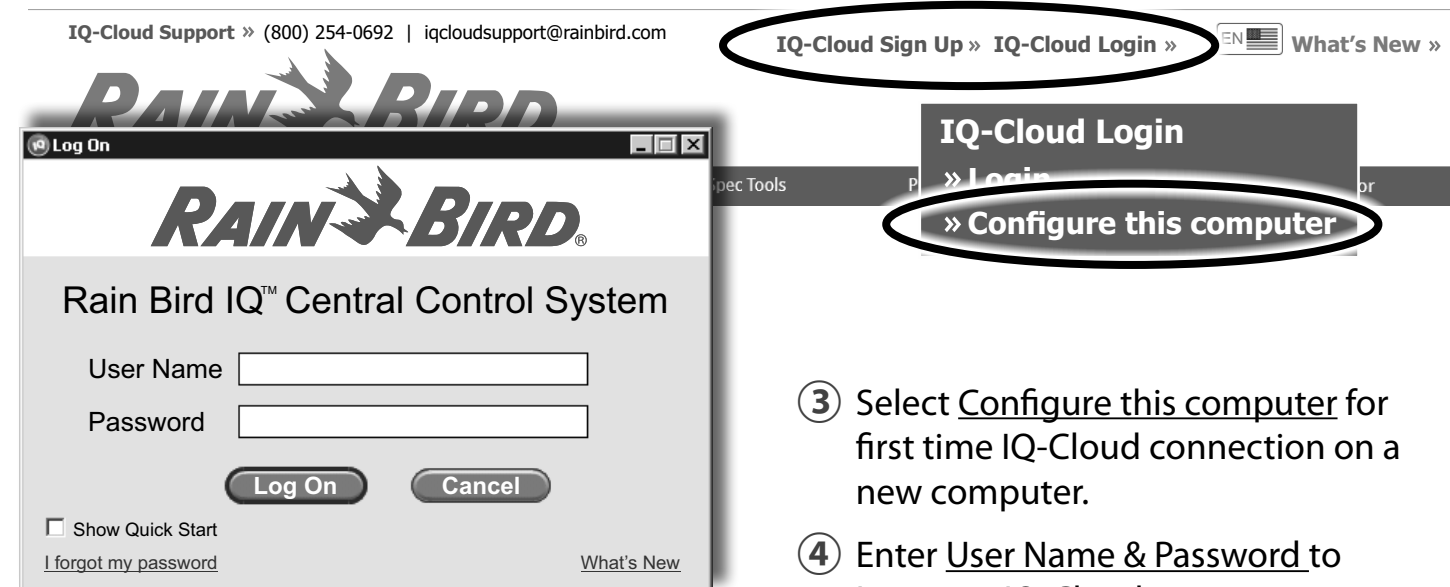 IQ-Cloud Support » (800) 254-0692 | iqcloudsupport@rainbird.com
IQ-Cloud Sign Up » IQ-Cloud Login »
EN
What's New »
RAIN BIRD
IQ-Cloud Login
» Login
» Configure this computer
Spec Tools
Log On
RAIN BIRD®
Rain Bird IQ™ Central Control System
User Name
Password
Log On
Cancel
Show Quick Start
I forgot my password
What's New
③ Select Configure this computer for
first time IQ-Cloud connection on a
new computer.
④ Enter User Name & Password to